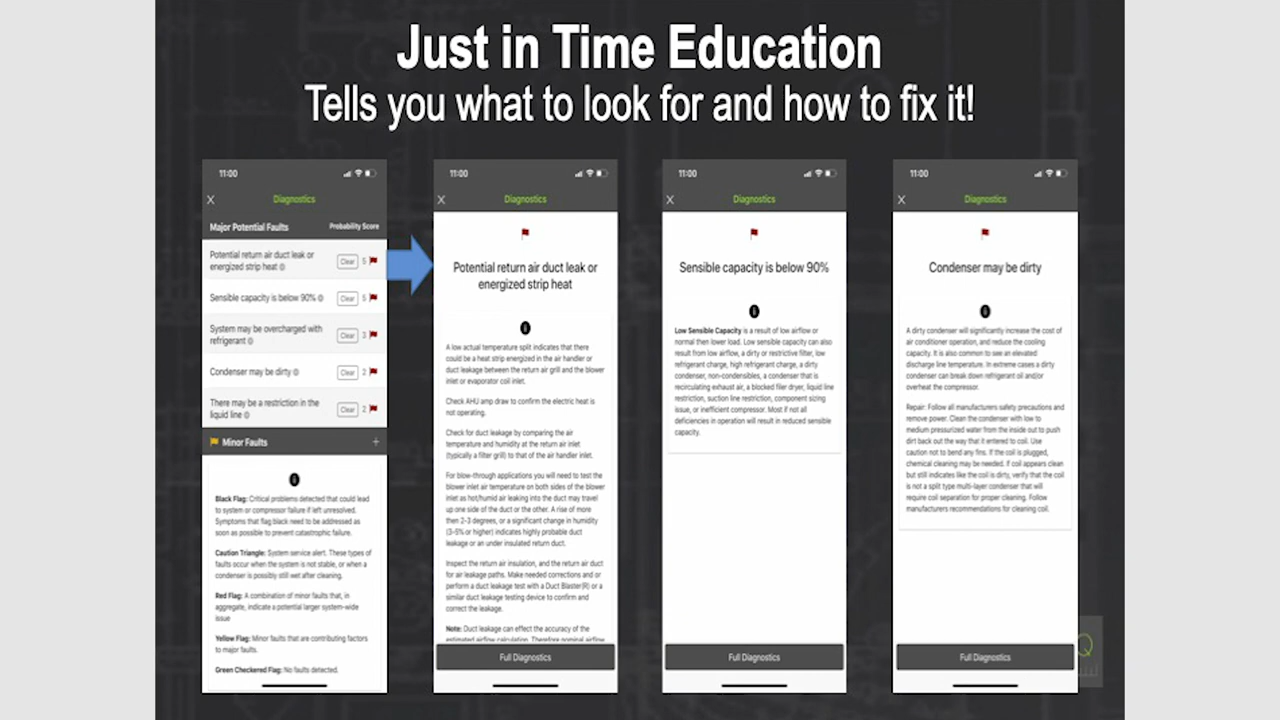 Just in Time Education
Tells you what to look for and how to fix it!
11:00
X
Diagnostics
Major Potential Faults Probability Score
Potential return air duct leak or
energized strip heat
Clear 5
Sensible capacity is below 90%
Clear 5
System may be overcharged with
refrigerant
Clear 3
Condenser may be dirty
Clear 2
There may be a restriction in the
liquid line
Clear 2
Minor Faults +
Black Flag: Critical problems detected that could lead
to system or compressor failure if left unresolved.
Symptoms that flag black need to be addressed as
soon as possible to prevent catastrophic failure.
Caution Triangle: System service alert. These types of
faults occur when the system is not stable, or when a
condenser is possibly still wet after cleaning.
Red Flag: A combination of minor faults that, in
aggregate, indicate a potential larger system-wide
issue
Yellow Flag: Minor faults that are contributing factors
to major faults.
Green Checkered Flag: No faults detected.
11:00
X
Diagnostics
Potential return air duct leak or
energized strip heat
A low actual temperature split indicates that there
could be a heat strip energized in the air handler or
duct leakage between the return air grill and the blower
inlet or evaporator coil inlet.
Check AHU amp draw to confirm the electric heat is
not operating.
Check for duct leakage by comparing the air
temperature and humidity at the return air inlet
(typically a filter grill) to that of the air handler inlet.
For blow-through applications you will need to test the
blower inlet air temperature on both sides of the blower
inlet as hot/humid air leaking into the duct may travel
up one side of the duct or the other. A rise of more
then 2-3 degrees, or a significant change in humidity
(3-5% or higher) indicates highly probable duct
leakage or an under insulated return duct.
Inspect the return air insulation, and the return air duct
for air leakage paths. Make needed corrections and or
perform a duct leakage test with a Duct Blaster(R) or a
similar duct leakage testing device to confirm and
correct the leakage.
Note: Duct leakage can effect the accuracy of the
estimated airflow calculation. Therefore nominal airflow
Full Diagnostics
11:00
X
Diagnostics
Sensible capacity is below 90%
Low Sensible Capacity is a result of low airflow or
normal then lower load. Low sensible capacity can also
result from low airflow, a dirty or restrictive filter, low
refrigerant charge, high refrigerant charge, a dirty
condenser, non-condensibles, a condenser that is
recirculating exhaust air, a blocked filer dryer, liquid line
restriction, suction line restriction, component sizing
issue, or inefficient compressor. Most if not all
deficiencies in operation will result in reduced sensible
capacity.
Full Diagnostics
11:00
X
Diagnostics
Condenser may be dirty
A dirty condenser will significantly increase the cost of
air conditioner operation, and reduce the cooling
capacity. It is also common to see an elevated
discharge line temperature. In extreme cases a dirty
condenser can break down refrigerant oil and/or
overheat the compressor.
Repair: Follow all manufacturers safety precautions and
remove power. Clean the condenser with low to
medium pressurized water from the inside out to push
dirt back out the way that it entered to coil. Use
caution not to bend any fins. If the coil is plugged,
chemical cleaning may be needed. If coil appears clean
but still indicates like the coil is dirty, verify that the coil
is not a split type multi-layer condenser that will
require coil separation for proper cleaning. Follow
manufacturers recommendations for cleaning coil.
Full Diagnostics
Q